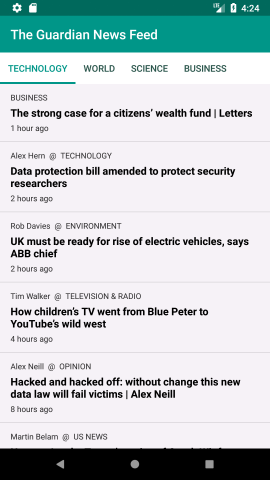 4:24
The Guardian News Feed
TECHNOLOGY WORLD SCIENCE BUSINESS
BUSINESS
The strong case for a citizens’ wealth fund | Letters
1 hour ago
Alex Hern @ TECHNOLOGY
Data protection bill amended to protect security
researchers
2 hours ago
Rob Davies @ ENVIRONMENT
UK must be ready for rise of electric vehicles, says
ABB chief
2 hours ago
Tim Walker @ TELEVISION & RADIO
How children’s TV went from Blue Peter to
YouTube’s wild west
4 hours ago
Alex Neill @ OPINION
Hacked and hacked off: without change this new
data law will fail victims | Alex Neill
8 hours ago
Martin Belam @ US NEWS